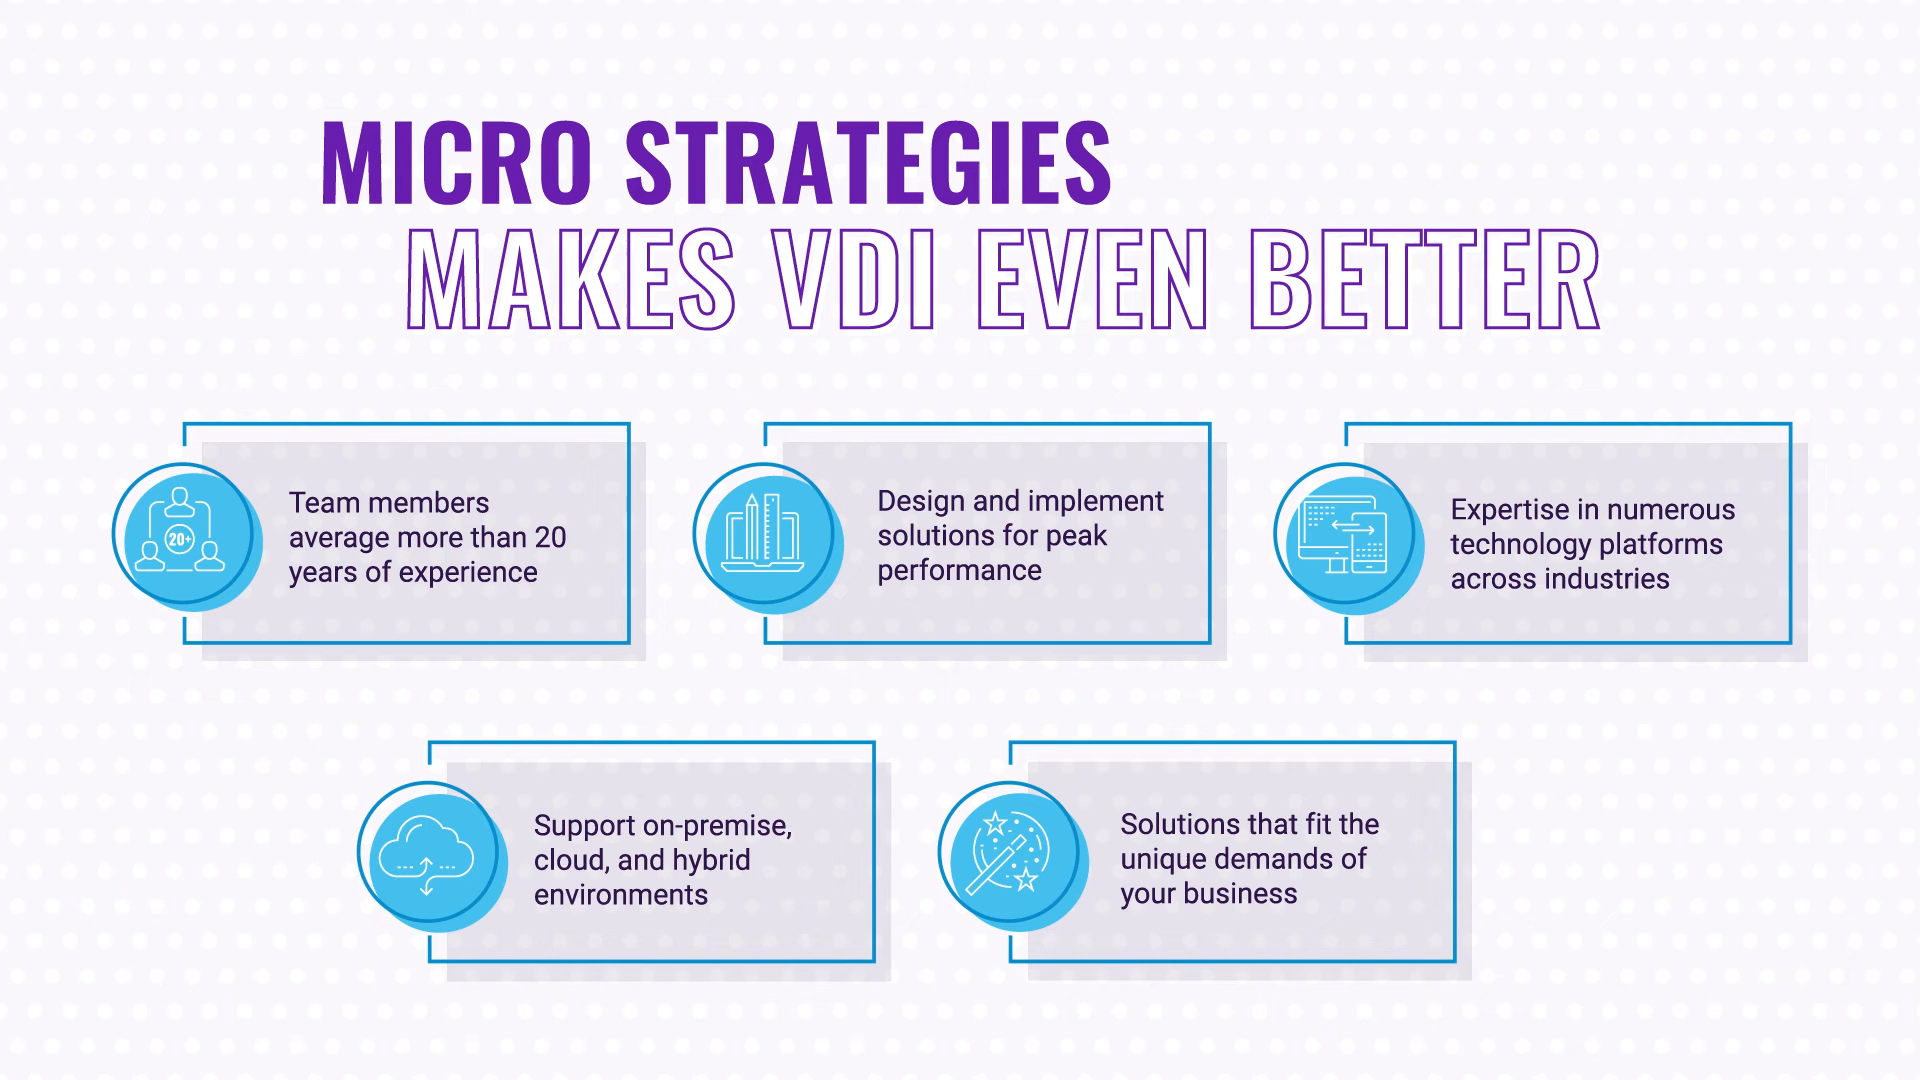 MICRO STRATEGIES
MAKES VDI EVEN BETTER
20+
Team members
average more than 20
years of experience
Design and implement
solutions for peak
performance
Expertise in numerous
technology platforms
across industries
Support on-premise,
cloud, and hybrid
environments
Solutions that fit the
unique demands of
your business